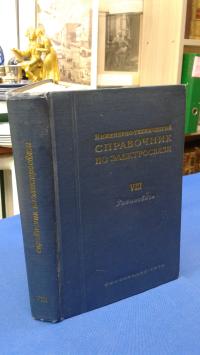 ИНЖЕНЕРНО-ТЕХНИЧЕСКИЙ
СПРАВОЧНИК
ПО ЭЛЕКТРОСВЯЗИ
VIII
СПРАВОЧНИК ПО ЭЛЕКТРОСВЯЗИ
VIII